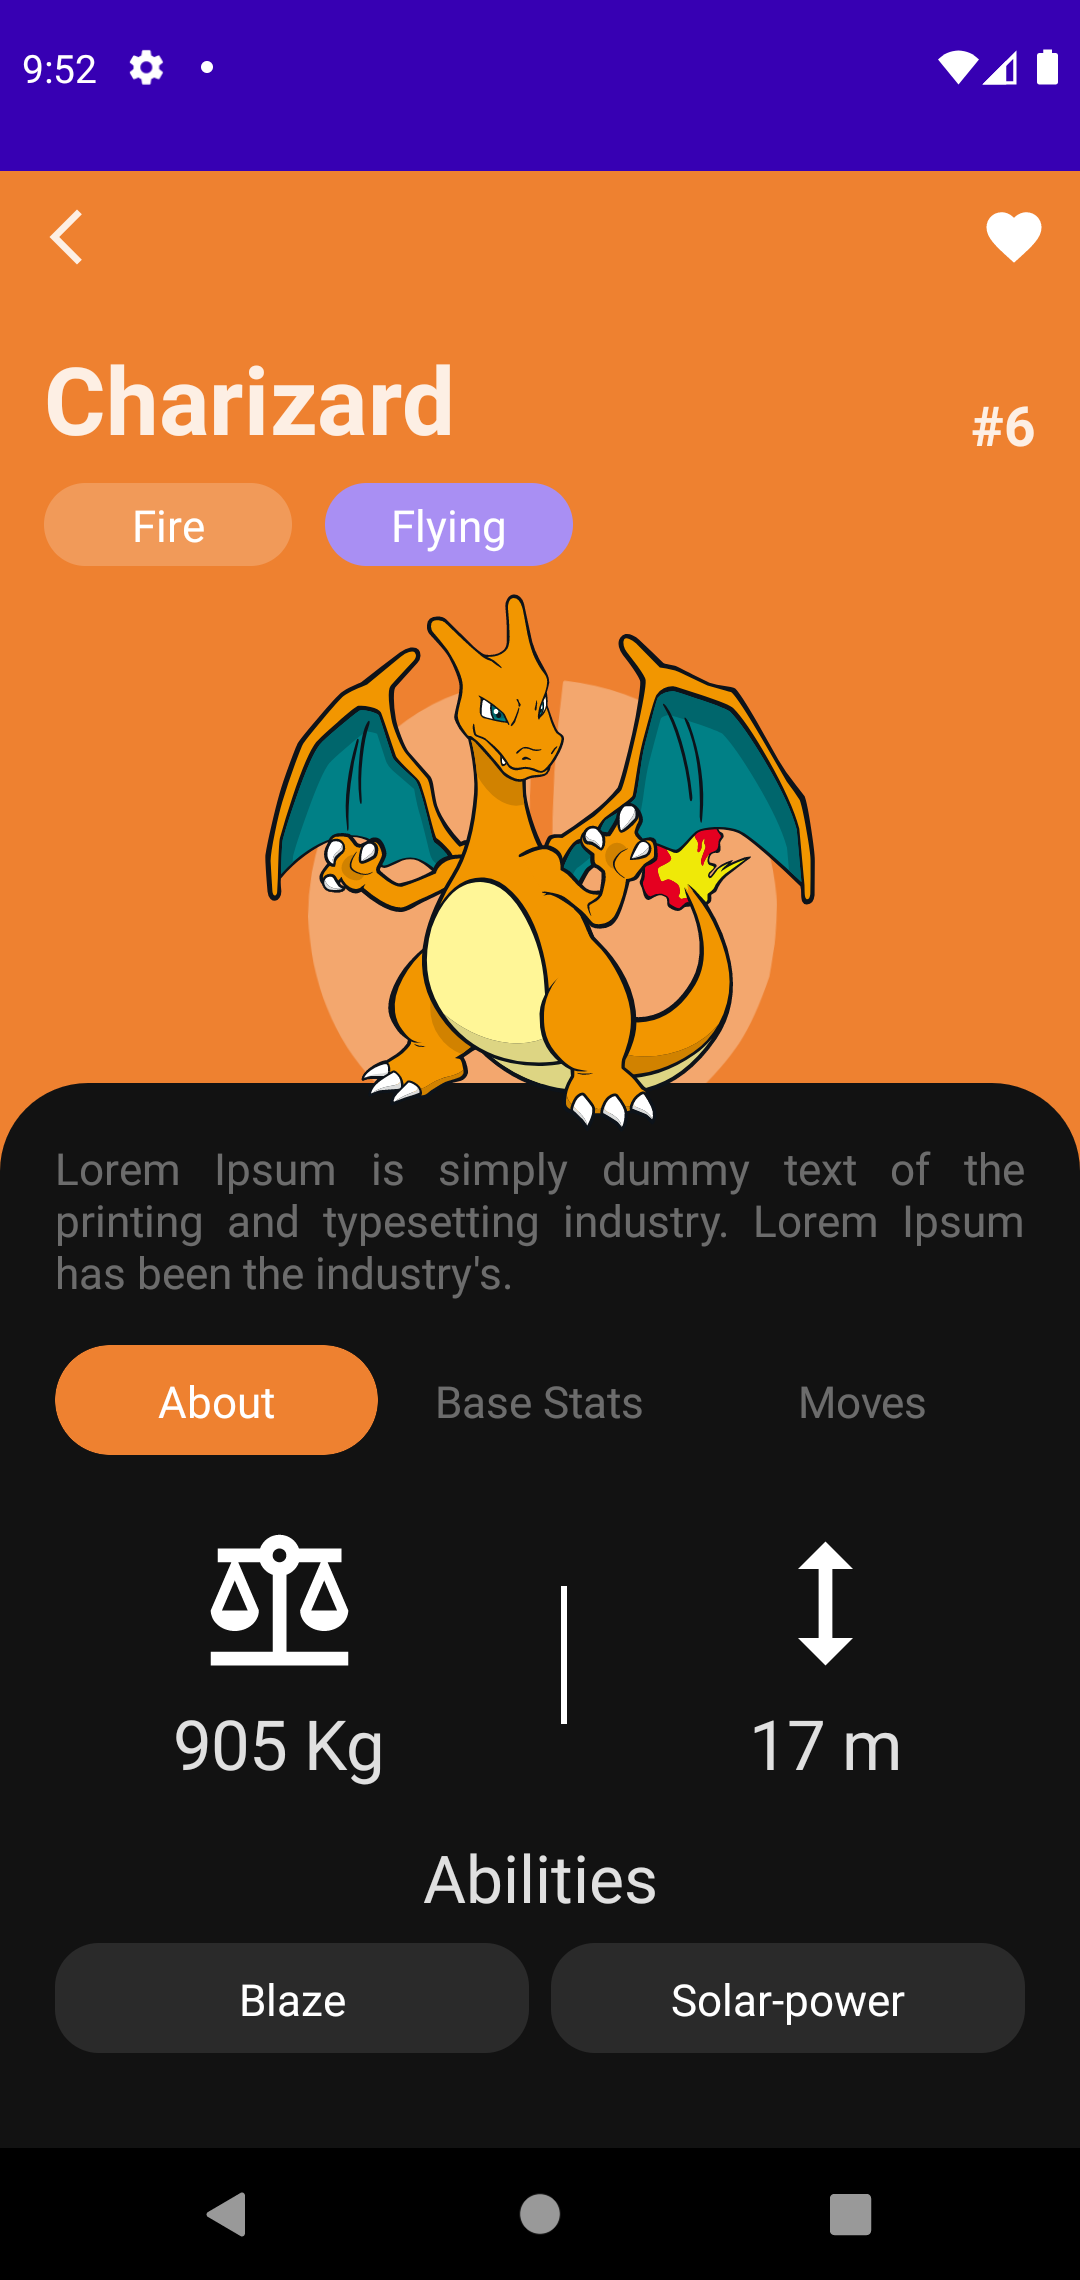 9:52
Charizard
#6
Fire Flying
Lorem Ipsum is simply dummy text of the
printing and typesetting industry. Lorem Ipsum
has been the industry's.
About Base Stats Moves
905 Kg 17 m
Abilities
Blaze Solar-power